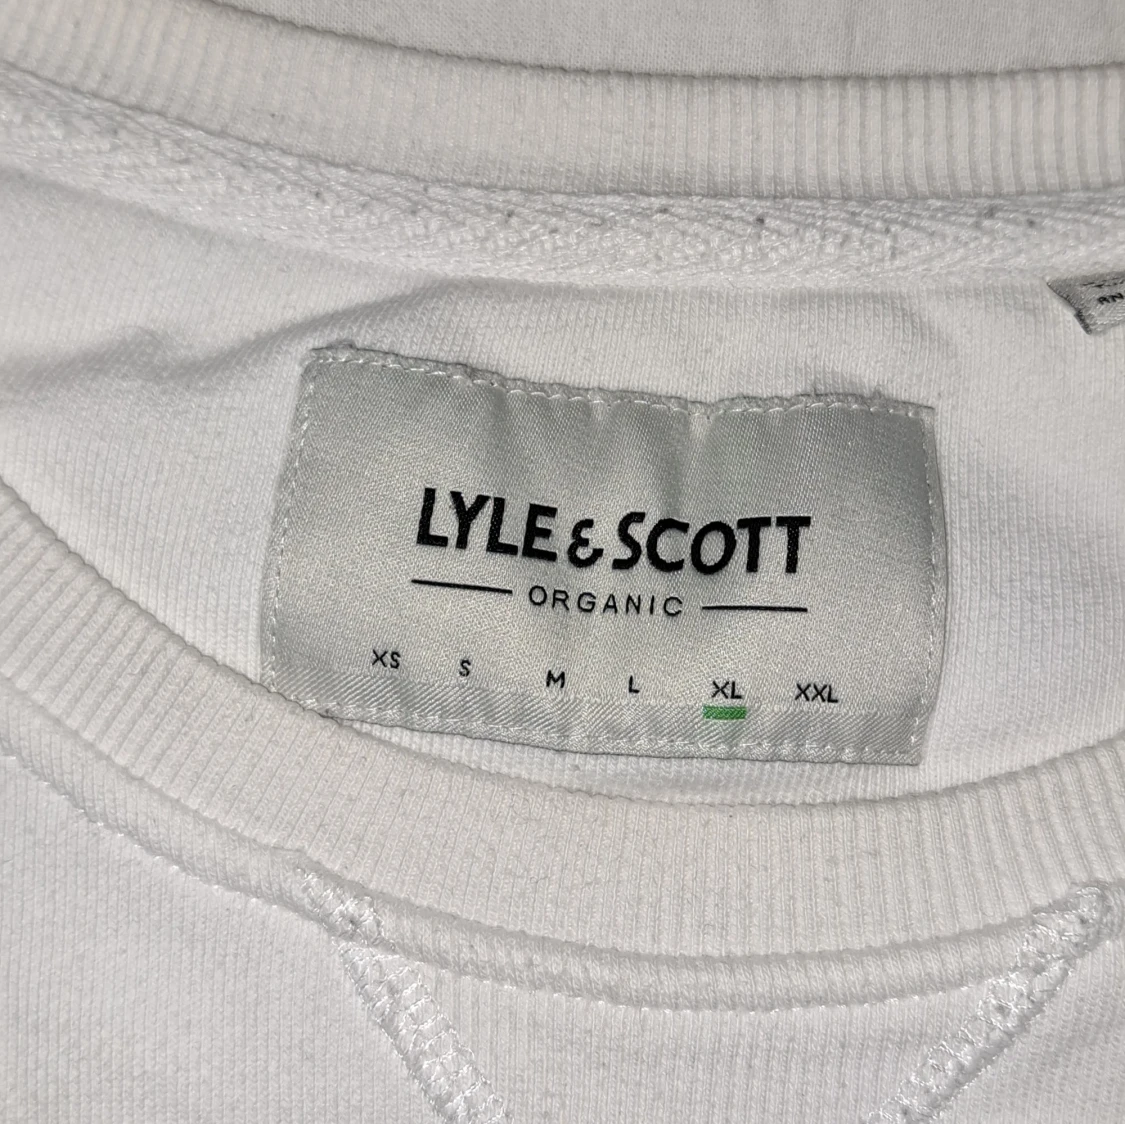 LYLE & SCOTT
ORGANIC
XS S M L XL XXL